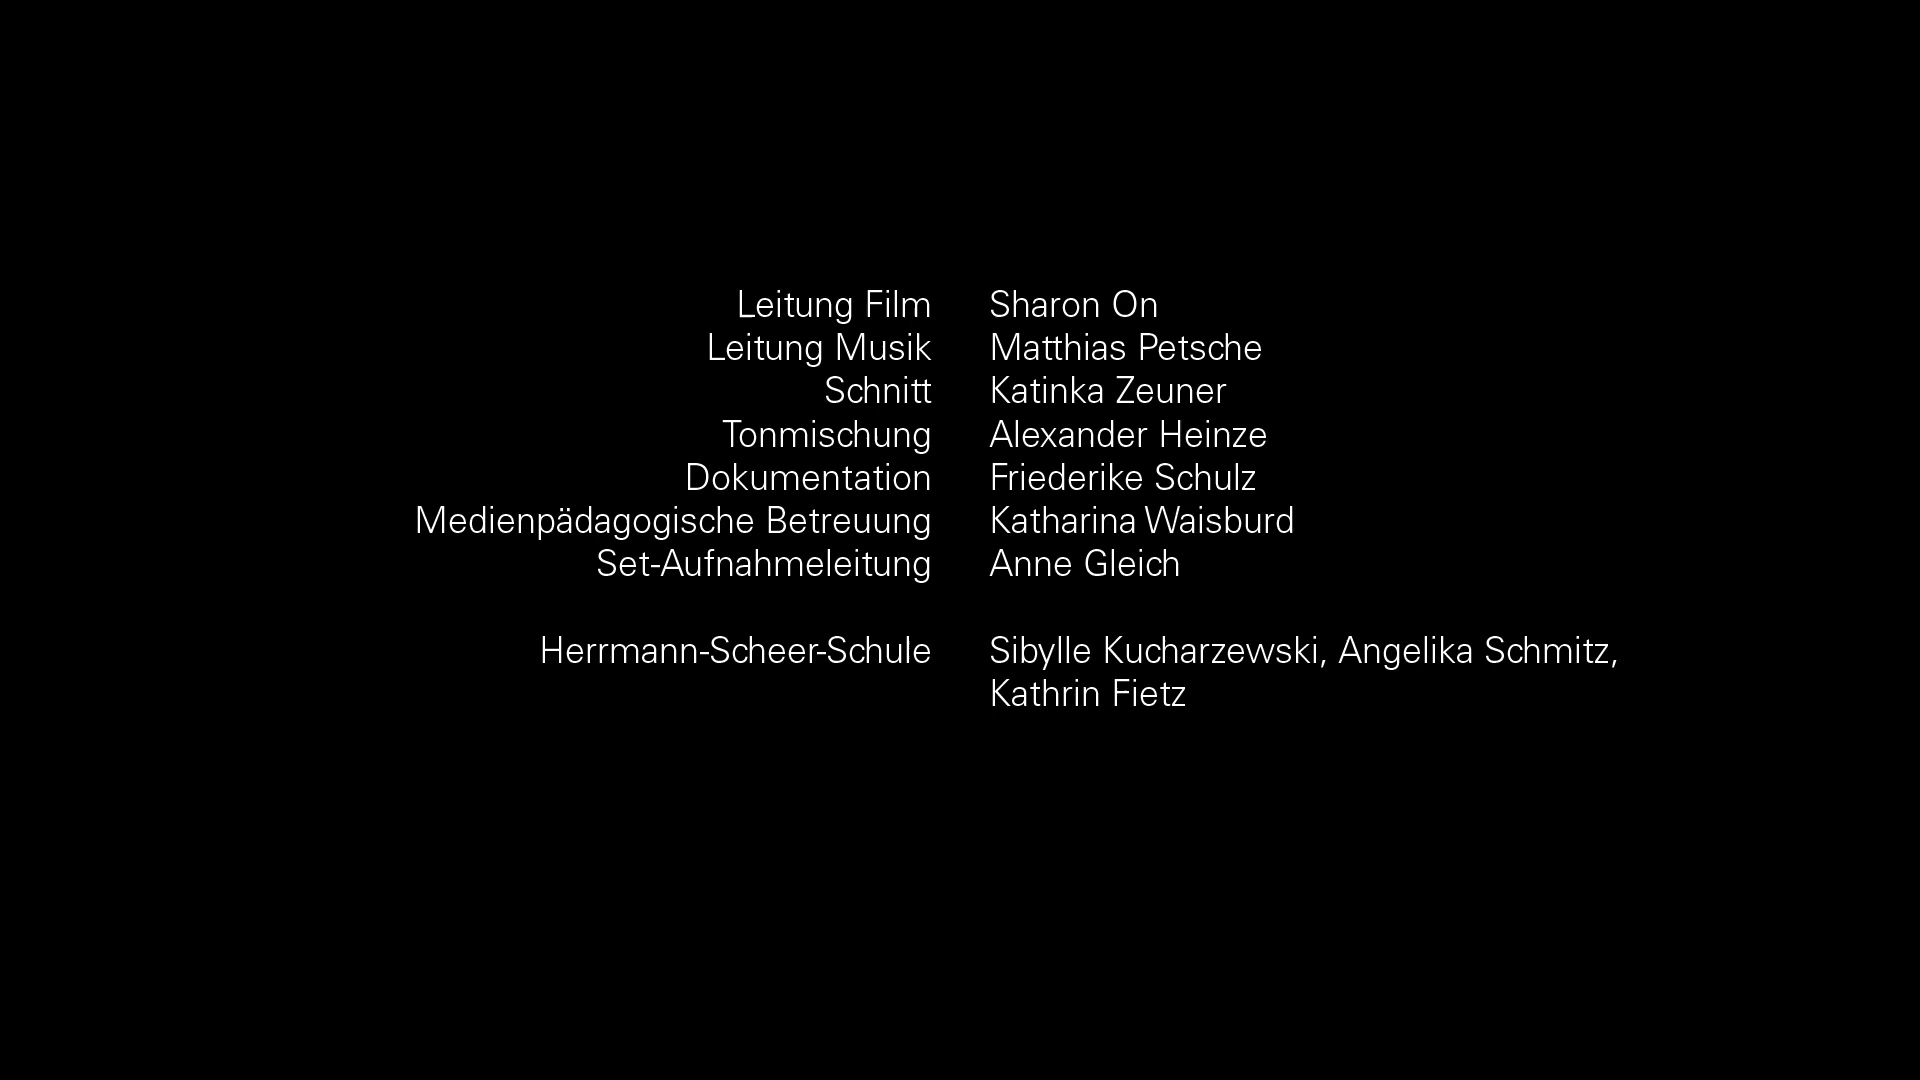 Leitung Film Sharon On
Leitung Musik Matthias Petsche
Schnitt Katinka Zeuner
Tonmischung Alexander Heinze
Dokumentation Friederike Schulz
Medienpädagogische Betreuung Katharina Waisburd
Set-Aufnahmeleitung Anne Gleich
Herrmann-Scheer-Schule Sibylle Kucharzewski, Angelika Schmitz,
Kathrin Fietz